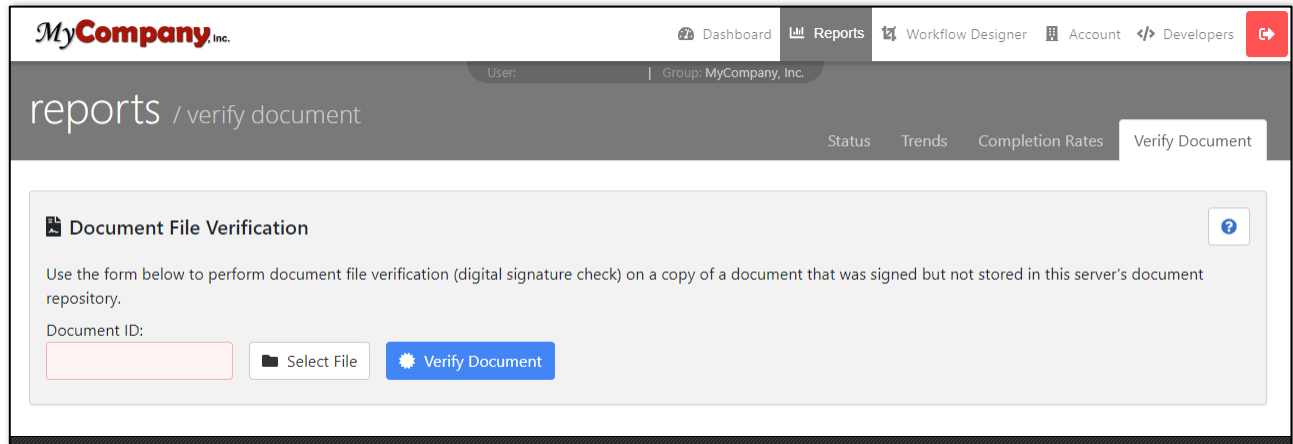 MyCompany, Inc.
Dashboard Reports Workflow Designer Account </> Developers
User: | Group: MyCompany, Inc.
reports / verify document
Status Trends Completion Rates Verify Document
Document File Verification
Use the form below to perform document file verification (digital signature check) on a copy of a document that was signed but not stored in this server's document
repository.
Document ID:
Select File Verify Document